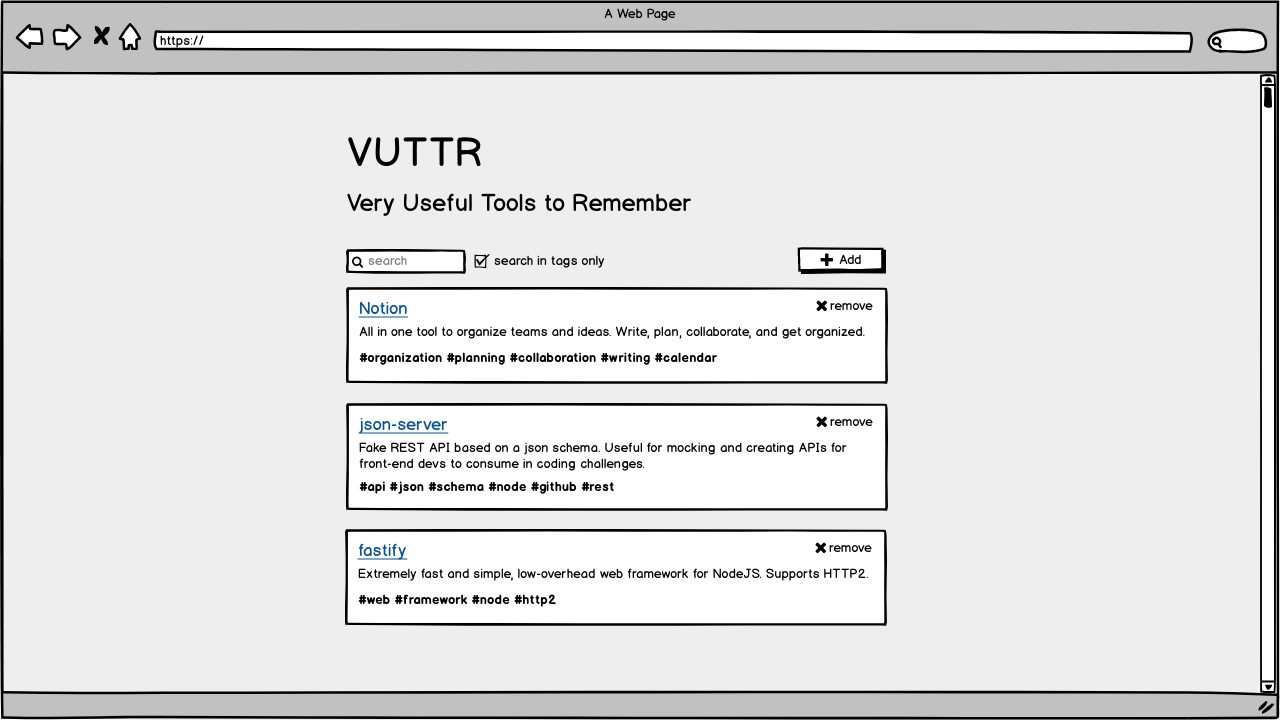 A Web Page
https://
VUTTR
Very Useful Tools to Remember
search
search in tags only
Add
Notion
remove
All in one tool to organize teams and ideas. Write, plan, collaborate, and get organized.
#organization #planning #collaboration #writing #calendar
json-server
remove
Fake REST API based on a json schema. Useful for mocking and creating APIs for
front-end devs to consume in coding challenges.
#api #json #schema #node #github #rest
fastify
remove
Extremely fast and simple, low-overhead web framework for NodeJS. Supports HTTP2.
#web #framework #node #http2